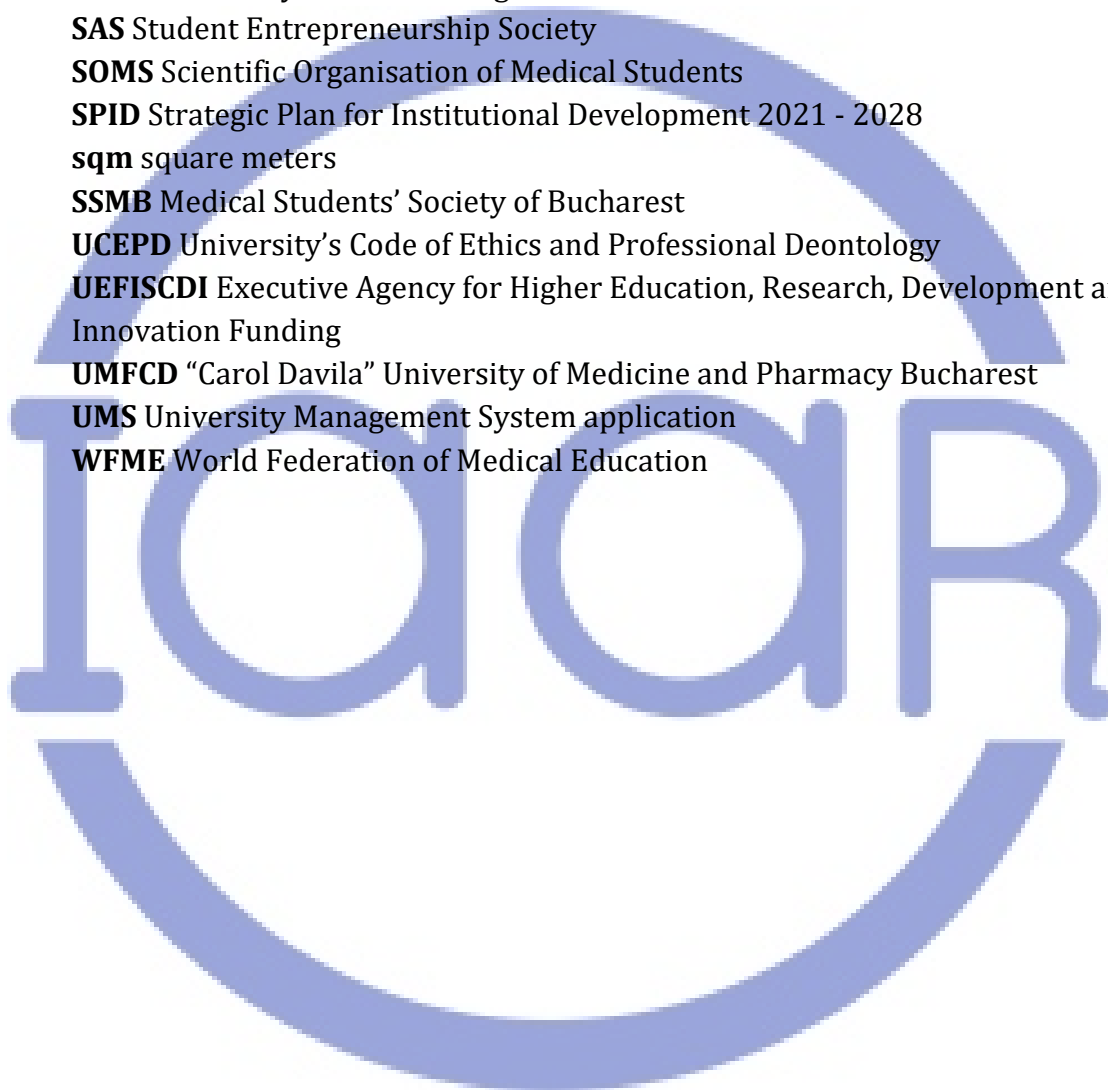 SAS Student Entrepreneurship Society
SOMS Scientific Organisation of Medical Students
SPID Strategic Plan for Institutional Development 2021 - 2028
sqm square meters
SSMB Medical Students’ Society of Bucharest
UCEPD University’s Code of Ethics and Professional Deontology
UEFISCDI Executive Agency for Higher Education, Research, Development
Innovation Funding
UMFCD “Carol Davila” University of Medicine and Pharmacy Bucharest
UMS University Management System application
WFME World Federation of Medical Education
IaaR